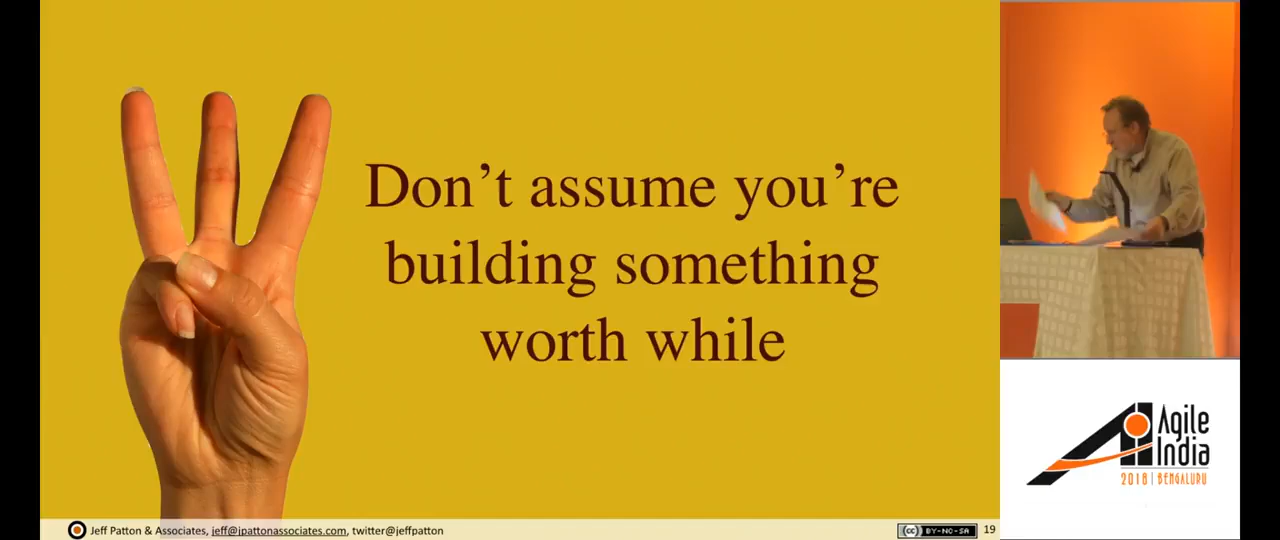 Don't assume you're
building something
worth while
Jeff Patton & Associates, jeff@jpattonassociates.com, twitter@jeffpatton
cc BY-NC-SA 19
Agile
India
2018 | BENGALURU